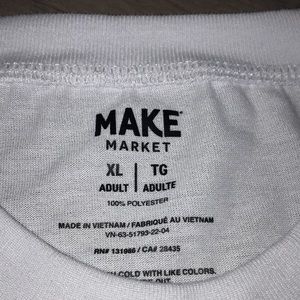 MAKE
MARKET
XL | TG
ADULT | ADULTE
100% POLYESTER
MADE IN VIETNAM / FABRIQUÉ AU VIETNAM
VN-63-51793-22-04
RN# 131986 / CA# 28435
COLD WITH LIKE COLORS.